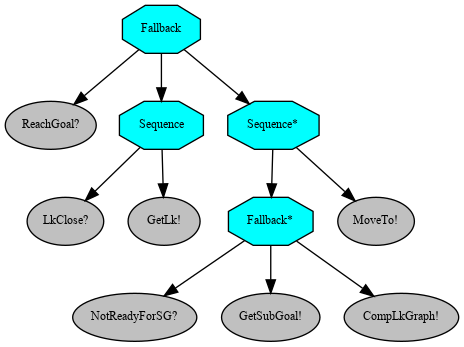 Fallback
ReachGoal?
Sequence
Sequence*
LkClose?
GetLk!
Fallback*
MoveTo!
NotReadyForSG?
GetSubGoal!
CompLkGraph!